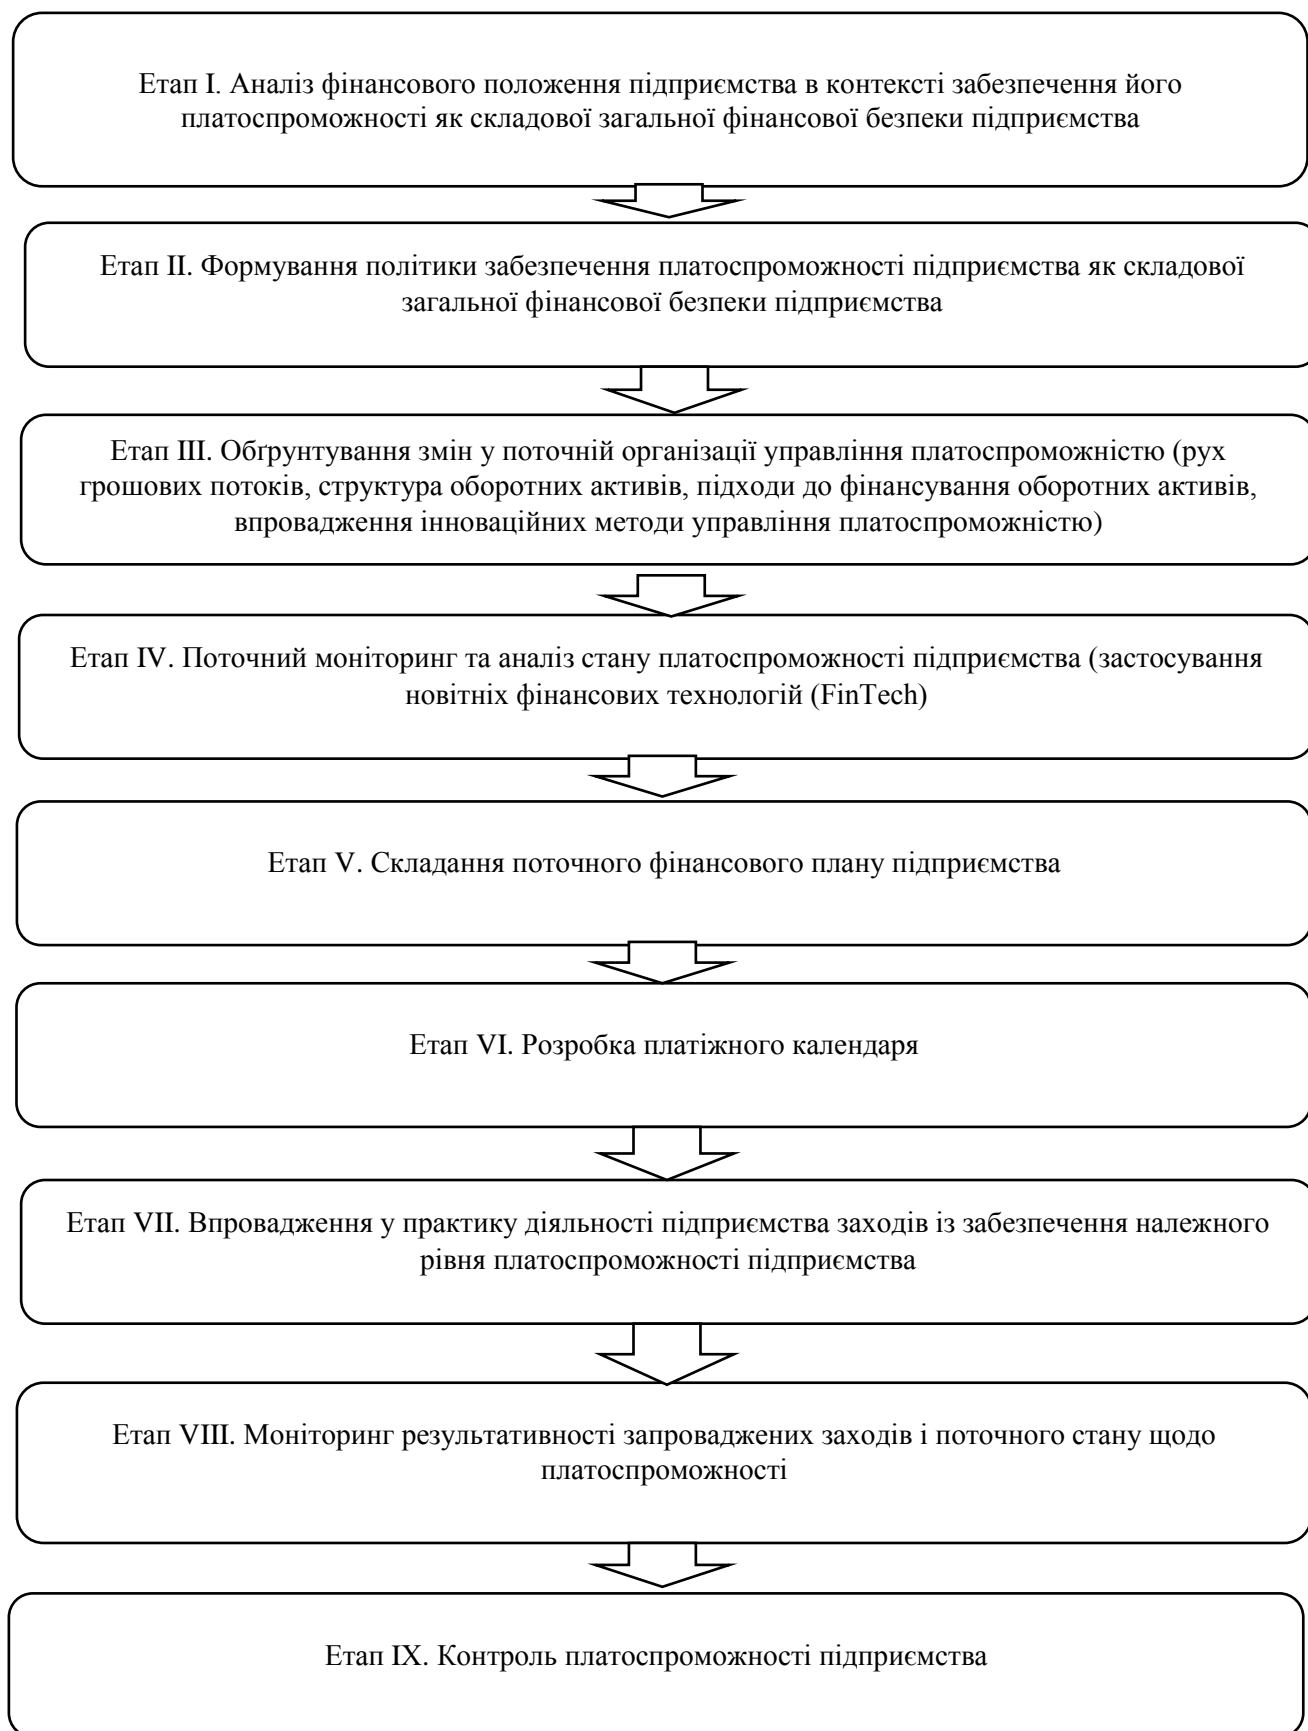 Етап I. Аналіз фінансового положення підприємства в контексті забезпечення його
платоспроможності як складової загальної фінансової безпеки підприємства
Етап II. Формування політики забезпечення платоспроможності підприємства як складової
загальної фінансової безпеки підприємства
Етап III. Обґрунтування змін у поточній організації управління платоспроможністю (рух
грошових потоків, структура оборотних активів, підходи до фінансування оборотних активів,
впровадження інноваційних методи управління платоспроможністю)
Етап IV. Поточний моніторинг та аналіз стану платоспроможності підприємства (застосування
новітніх фінансових технологій (FinTech)
Етап V. Складання поточного фінансового плану підприємства
Етап VI. Розробка платіжного календаря
Етап VII. Впровадження у практику діяльності підприємства заходів із забезпечення належного
рівня платоспроможності підприємства
Етап VIII. Моніторинг результативності запроваджених заходів і поточного стану щодо
платоспроможності
Етап IX. Контроль платоспроможності підприємства